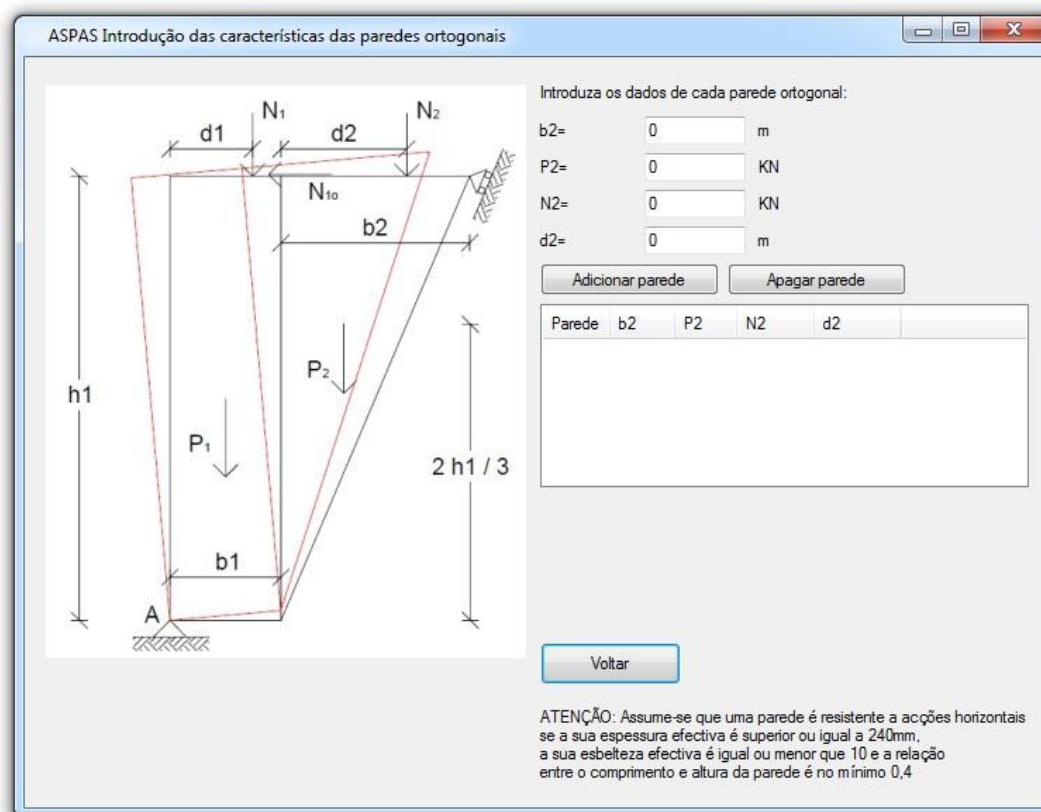 ASPAS Introdução das características das paredes ortogonais
N₁
N₂
d1
d2
N₁₀
b2
h1
P₂
P₁
2 h1 / 3
b1
A
Introduza os dados de cada parede ortogonal:
b2= 0 m
P2= 0 KN
N2= 0 KN
d2= 0 m
Adicionar parede Apagar parede
Parede b2 P2 N2 d2
Voltar
ATENÇÃO: Assume-se que uma parede é resistente a acções horizontais
se a sua espessura efectiva é superior ou igual a 240mm,
a sua esbelteza efectiva é igual ou menor que 10 e a relação
entre o comprimento e altura da parede é no mínimo 0,4